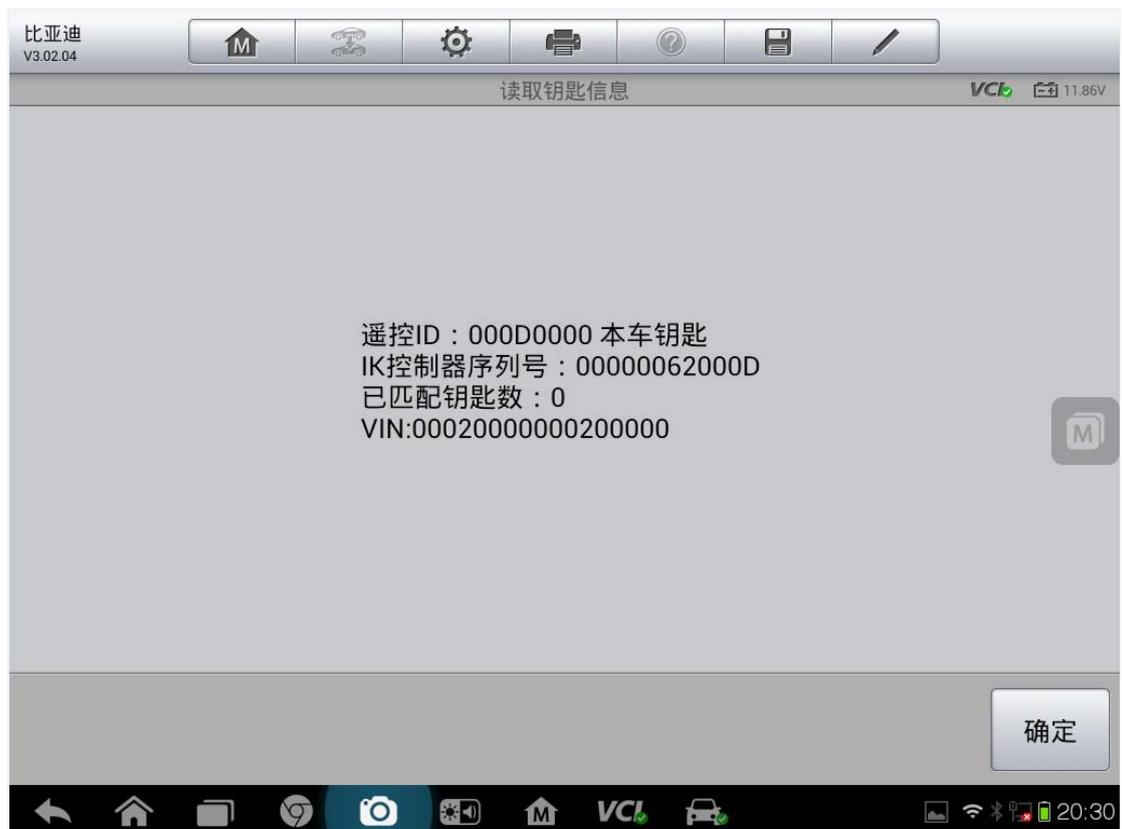 比亚迪
V3.02.04
M
读取钥匙信息
VCI
11.86V
遥控ID：000D0000 本车钥匙
IK控制器序列号：00000062000D
已匹配钥匙数：0
VIN:00020000000200000
M
确定
M
VCI
20:30